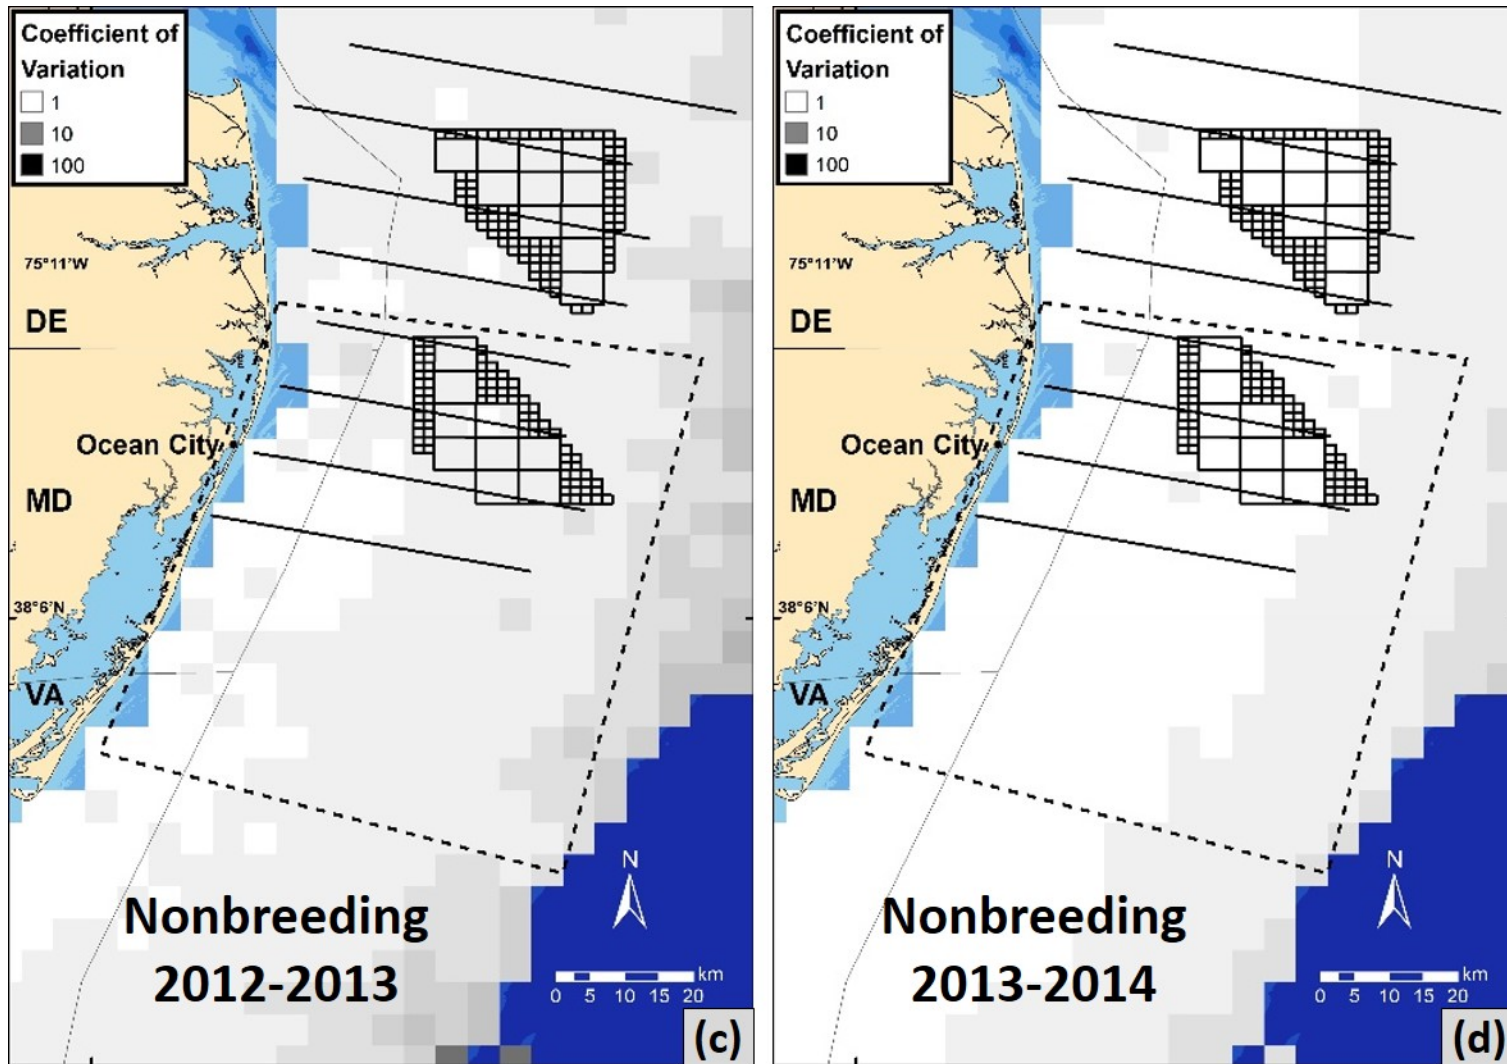 Coefficient of
Variation
1
10
100
75°11'W
DE
Ocean City
MD
38°6'N
VA
N
Nonbreeding
2012-2013
km
0 5 10 15 20
(c)
Coefficient of
Variation
1
10
100
75°11'W
DE
Ocean City
MD
38°6'N
VA
N
Nonbreeding
2013-2014
km
0 5 10 15 20
(d)